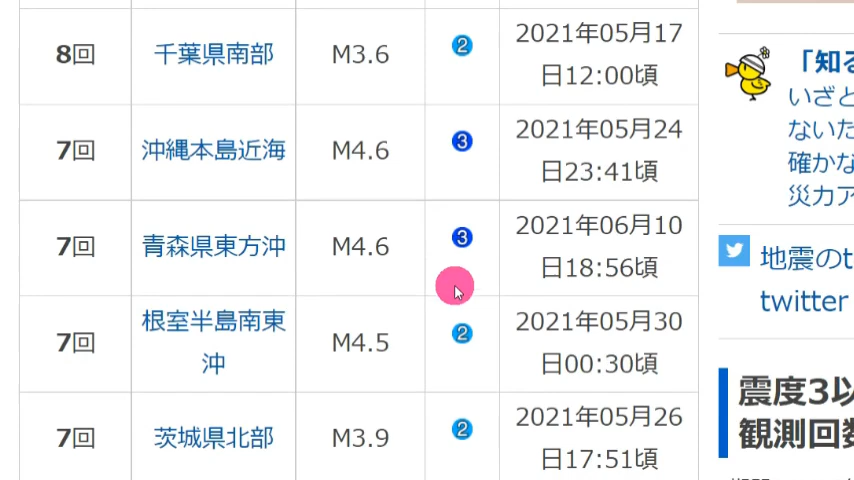 8回 千葉県南部 M3.6 2 2021年05月17
日12:00頃
7回 沖縄本島近海 M4.6 3 2021年05月24
日23:41頃
7回 青森県東方沖 M4.6 3 2021年06月10
日18:56頃
7回 根室半島南東
沖 M4.5 2 2021年05月30
日00:30頃
7回 茨城県北部 M3.9 2 2021年05月26
日17:51頃
「知る
いざと
ないた
確かな
災力ア
地震のt
twitter
震度3以
観測回数